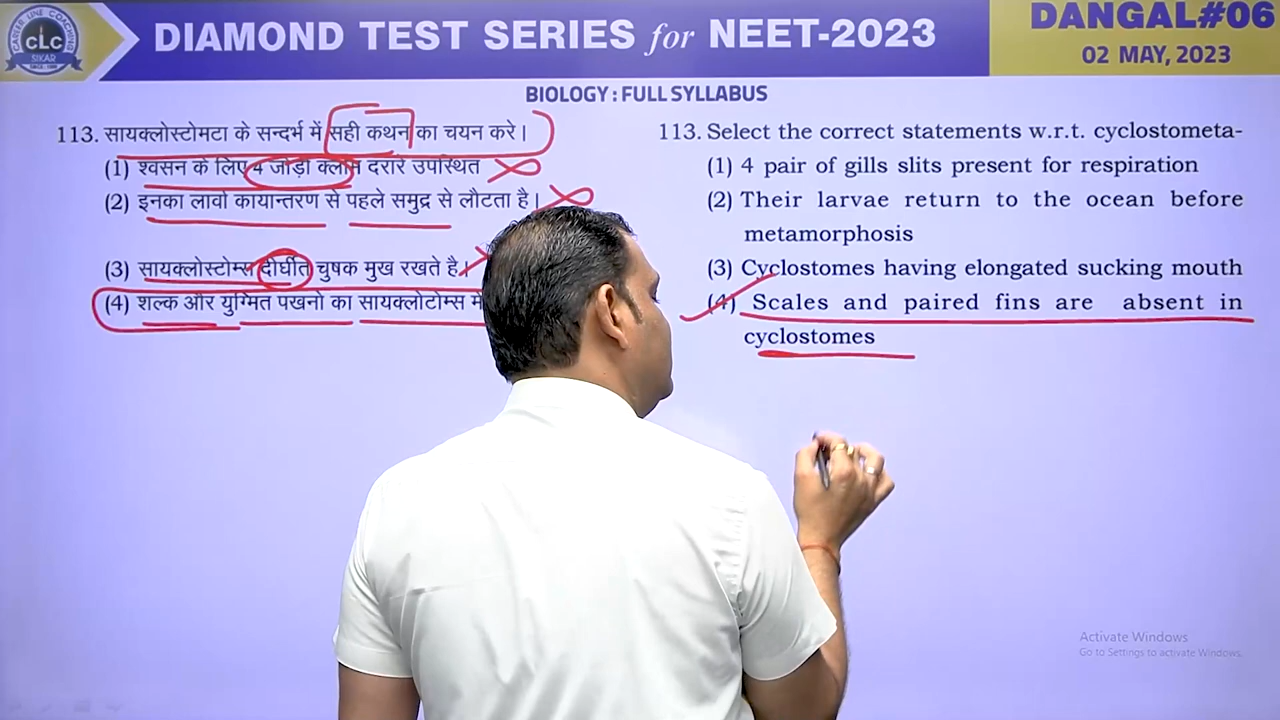 CAREER LINE COACHING
CLC
SIKAR
DIAMOND TEST SERIES for NEET-2023
DANGAL#06
02 MAY, 2023
BIOLOGY : FULL SYLLABUS
113. सायक्लोस्टोमटा के सन्दर्भ में सही कथन का चयन करे।
(1) श्वसन के लिए 4 जोड़ी क्लोम दरारे उपस्थित
(2) इनका लार्वा कायान्तरण से पहले समुद्र से लौटता है।
(3) सायक्लोस्टोम्स दीर्घीत चुषक मुख रखते है।
(4) शल्क और युग्मित पखनो का सायक्लोटोम्स में
113. Select the correct statements w.r.t. cyclostometa-
(1) 4 pair of gills slits present for respiration
(2) Their larvae return to the ocean before
metamorphosis
(3) Cyclostomes having elongated sucking mouth
(4) Scales and paired fins are absent in
cyclostomes
Activate Windows
Go to Settings to activate Windows.